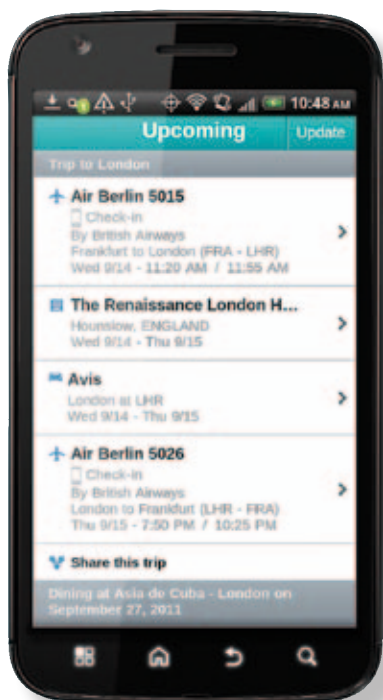 10:48 AM
Upcoming
Update
Trip to London
Air Berlin 5015
Check-in
By British Airways
Frankfurt to London (FRA - LHR)
Wed 9/14 - 11:20 AM / 11:55 AM
The Renaissance London H...
Hounslow, ENGLAND
Wed 9/14 - Thu 9/15
Avis
London at LHR
Wed 9/14 - Thu 9/15
Air Berlin 5026
Check-in
By British Airways
London to Frankfurt (LHR - FRA)
Thu 9/15 - 7:50 PM / 10:25 PM
Share this trip
Dining at Asia de Cuba - London on
September 27, 2011